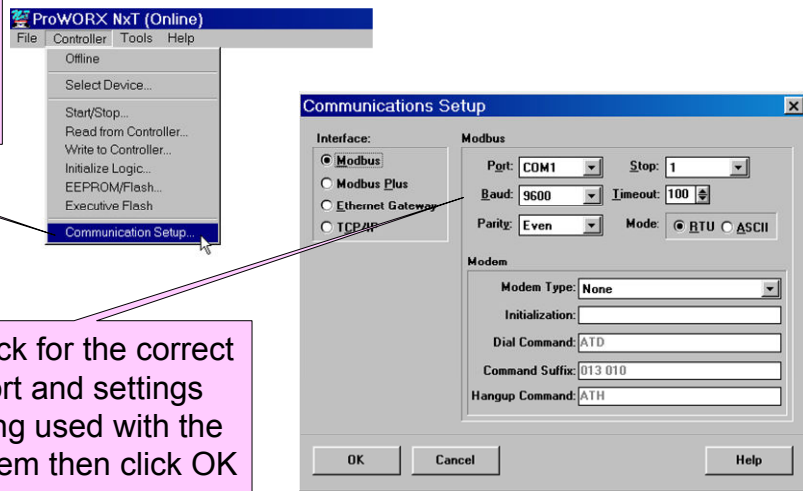 ProWORX NxT (Online)
File Controller Tools Help
Offline
Select Device...
Start/Stop...
Read from Controller...
Write to Controller...
Initialize Logic...
EEPROM/Flash...
Executive Flash
Communication Setup...
Communications Setup
Interface:
Modbus
Modbus Plus
Ethernet Gateway
TCP/IP
Modbus
Port: COM1 Stop: 1
Baud: 9600 Timeout: 100
Parity: Even Mode: RTU ASCII
Modem
Modem Type: None
Initialization:
Dial Command: ATD
Command Suffix: 013 010
Hangup Command: ATH
OK Cancel Help
ck for the correct
rt and settings
ng used with the
em then click OK